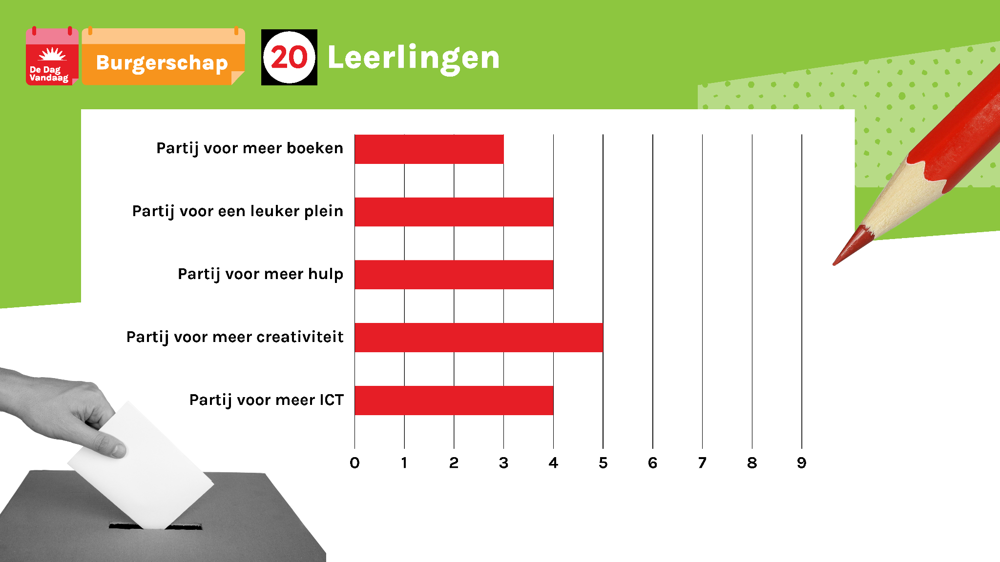 De Dag
Vandaag
Burgerschap
20
Leerlingen
Partij voor meer boeken
Partij voor een leuker plein
Partij voor meer hulp
Partij voor meer creativiteit
Partij voor meer ICT
0 1 2 3 4 5 6 7 8 9